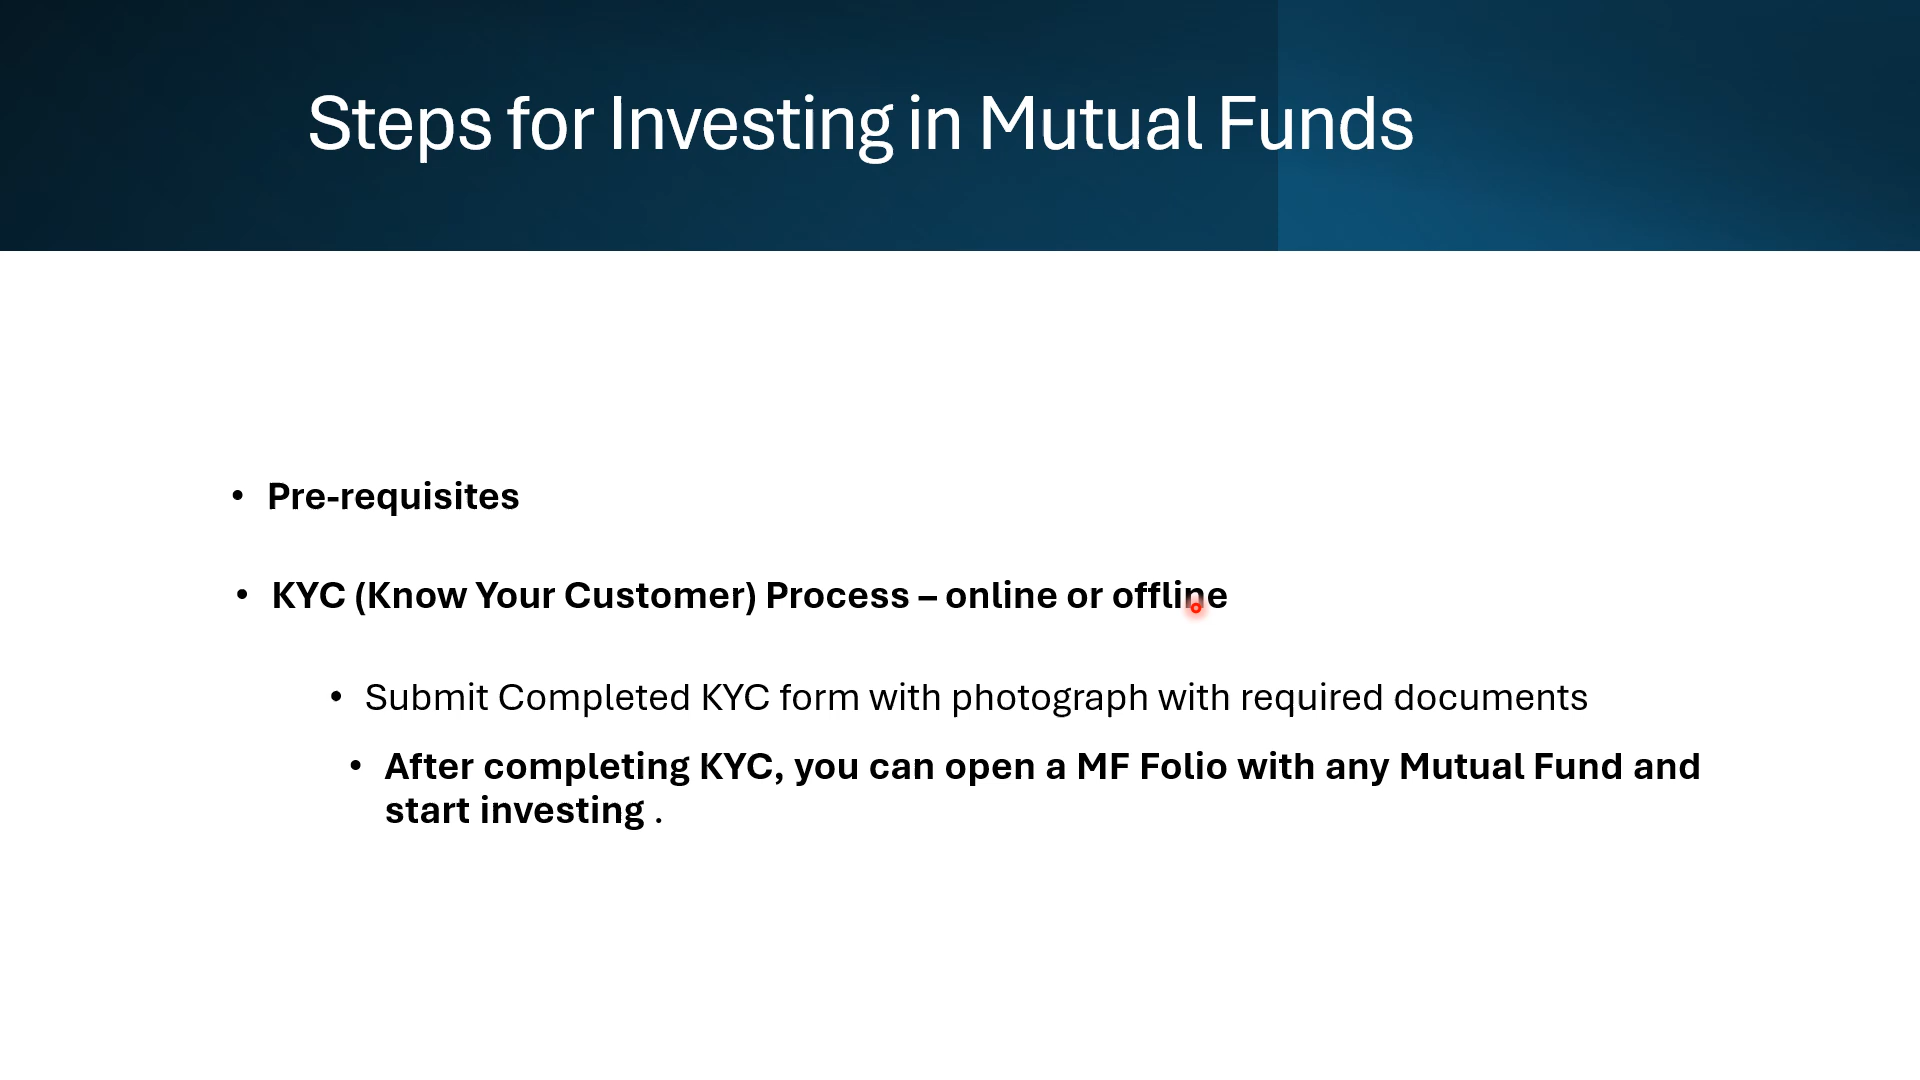 Steps for Investing in Mutual Funds
• Pre-requisites
• KYC (Know Your Customer) Process – online or offline
• Submit Completed KYC form with photograph with required documents
• After completing KYC, you can open a MF Folio with any Mutual Fund and
start investing .